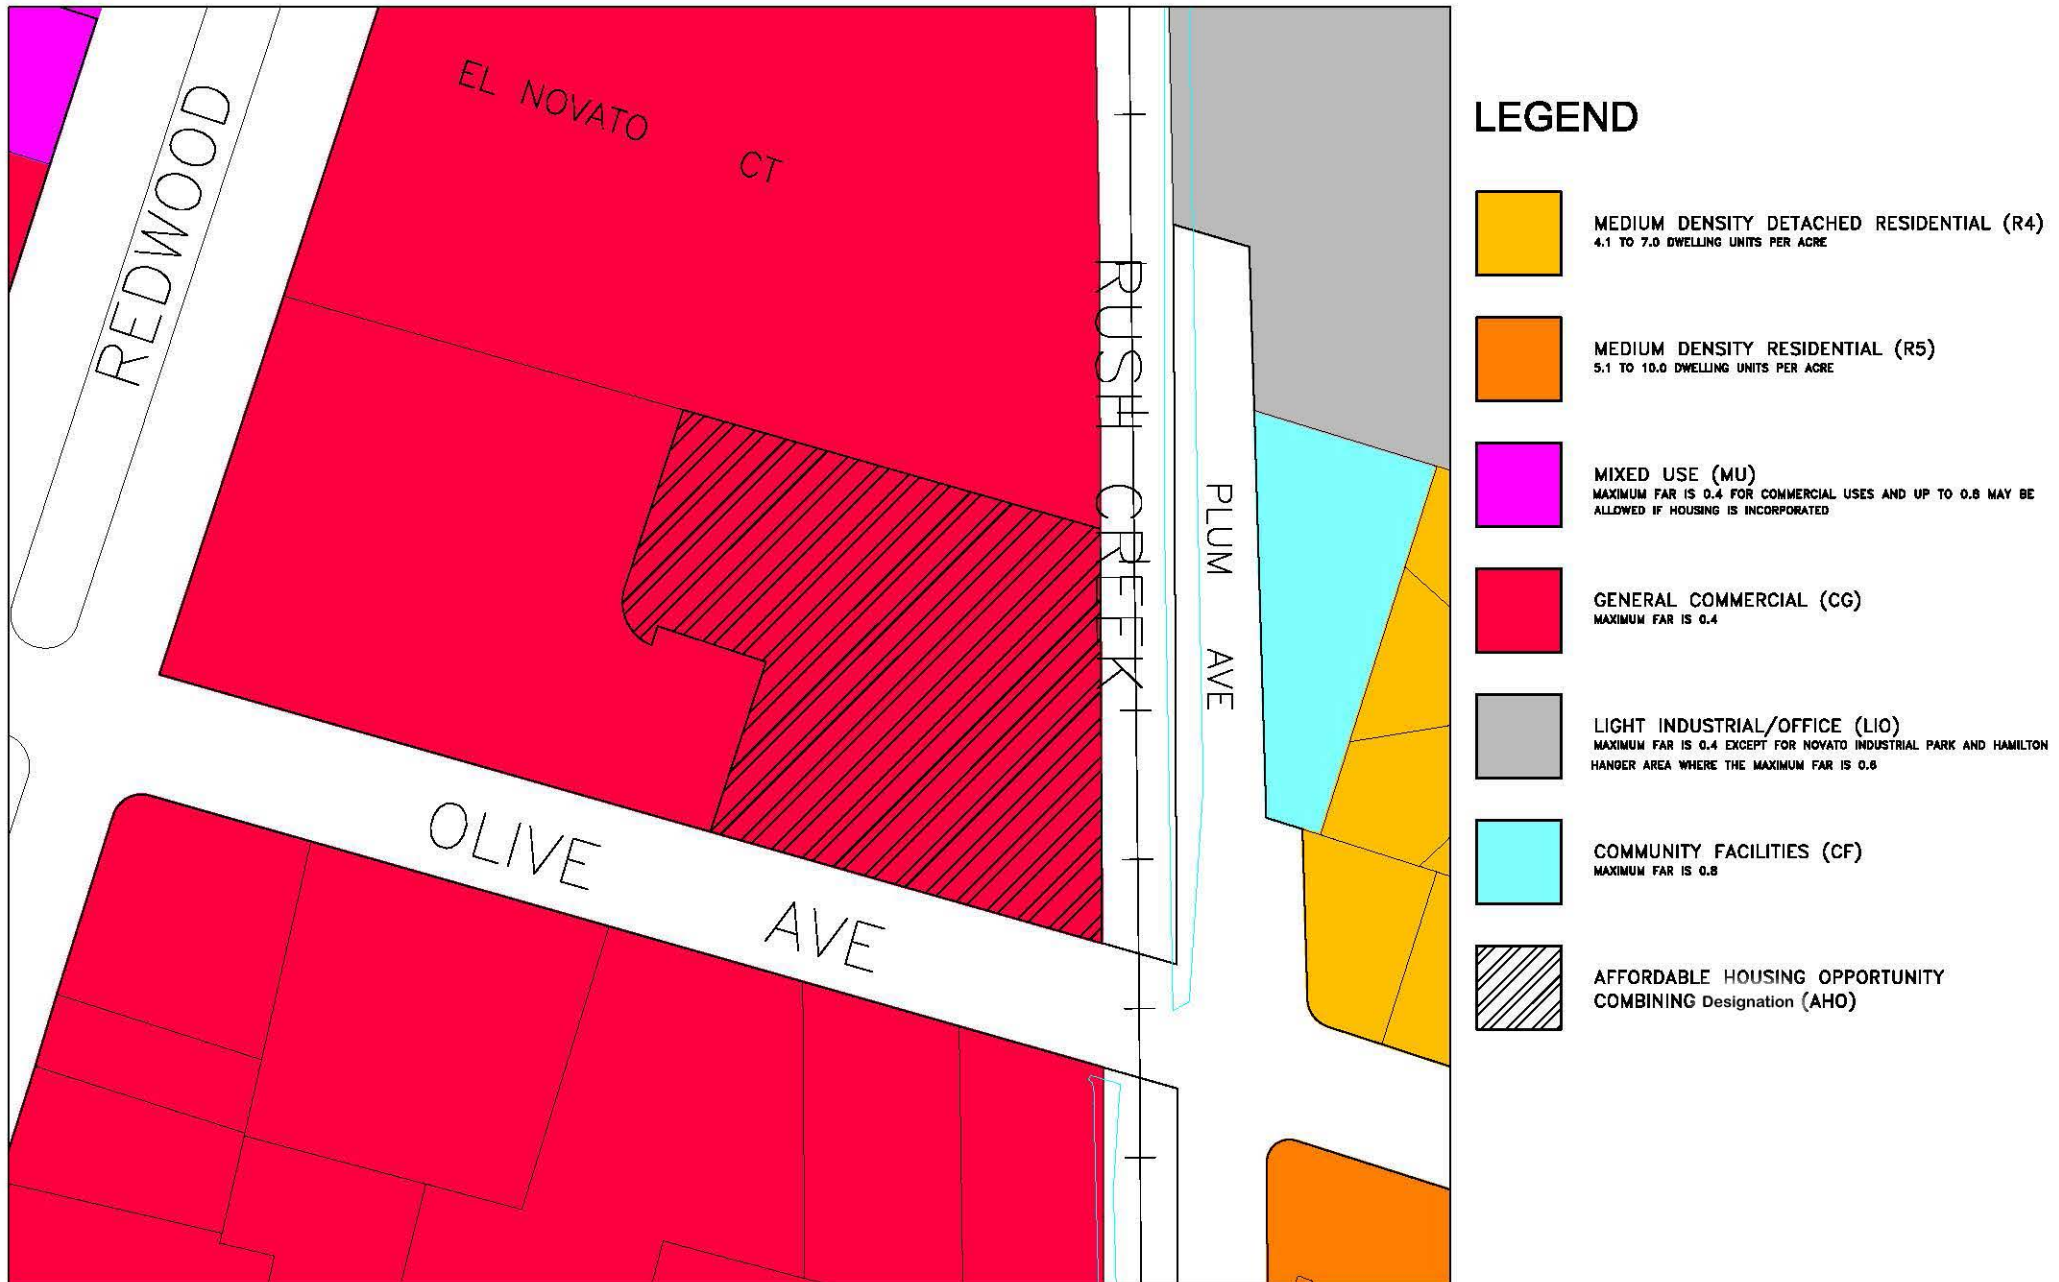 EL NOVATO CT
REDWOOD
RUSH CREEK
PLUM AVE
OLIVE AVE
LEGEND
MEDIUM DENSITY DETACHED RESIDENTIAL (R4)
4.1 TO 7.0 DWELLING UNITS PER ACRE
MEDIUM DENSITY RESIDENTIAL (R5)
5.1 TO 10.0 DWELLING UNITS PER ACRE
MIXED USE (MU)
MAXIMUM FAR IS 0.4 FOR COMMERCIAL USES AND UP TO 0.8 MAY BE
ALLOWED IF HOUSING IS INCORPORATED
GENERAL COMMERCIAL (CG)
MAXIMUM FAR IS 0.4
LIGHT INDUSTRIAL/OFFICE (LIO)
MAXIMUM FAR IS 0.4 EXCEPT FOR NOVATO INDUSTRIAL PARK AND HAMILTON
HANGER AREA WHERE THE MAXIMUM FAR IS 0.6
COMMUNITY FACILITIES (CF)
MAXIMUM FAR IS 0.8
AFFORDABLE HOUSING OPPORTUNITY
COMBINING Designation (AHO)